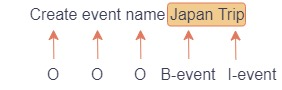 Create event name Japan Trip
O O O B-event I-event